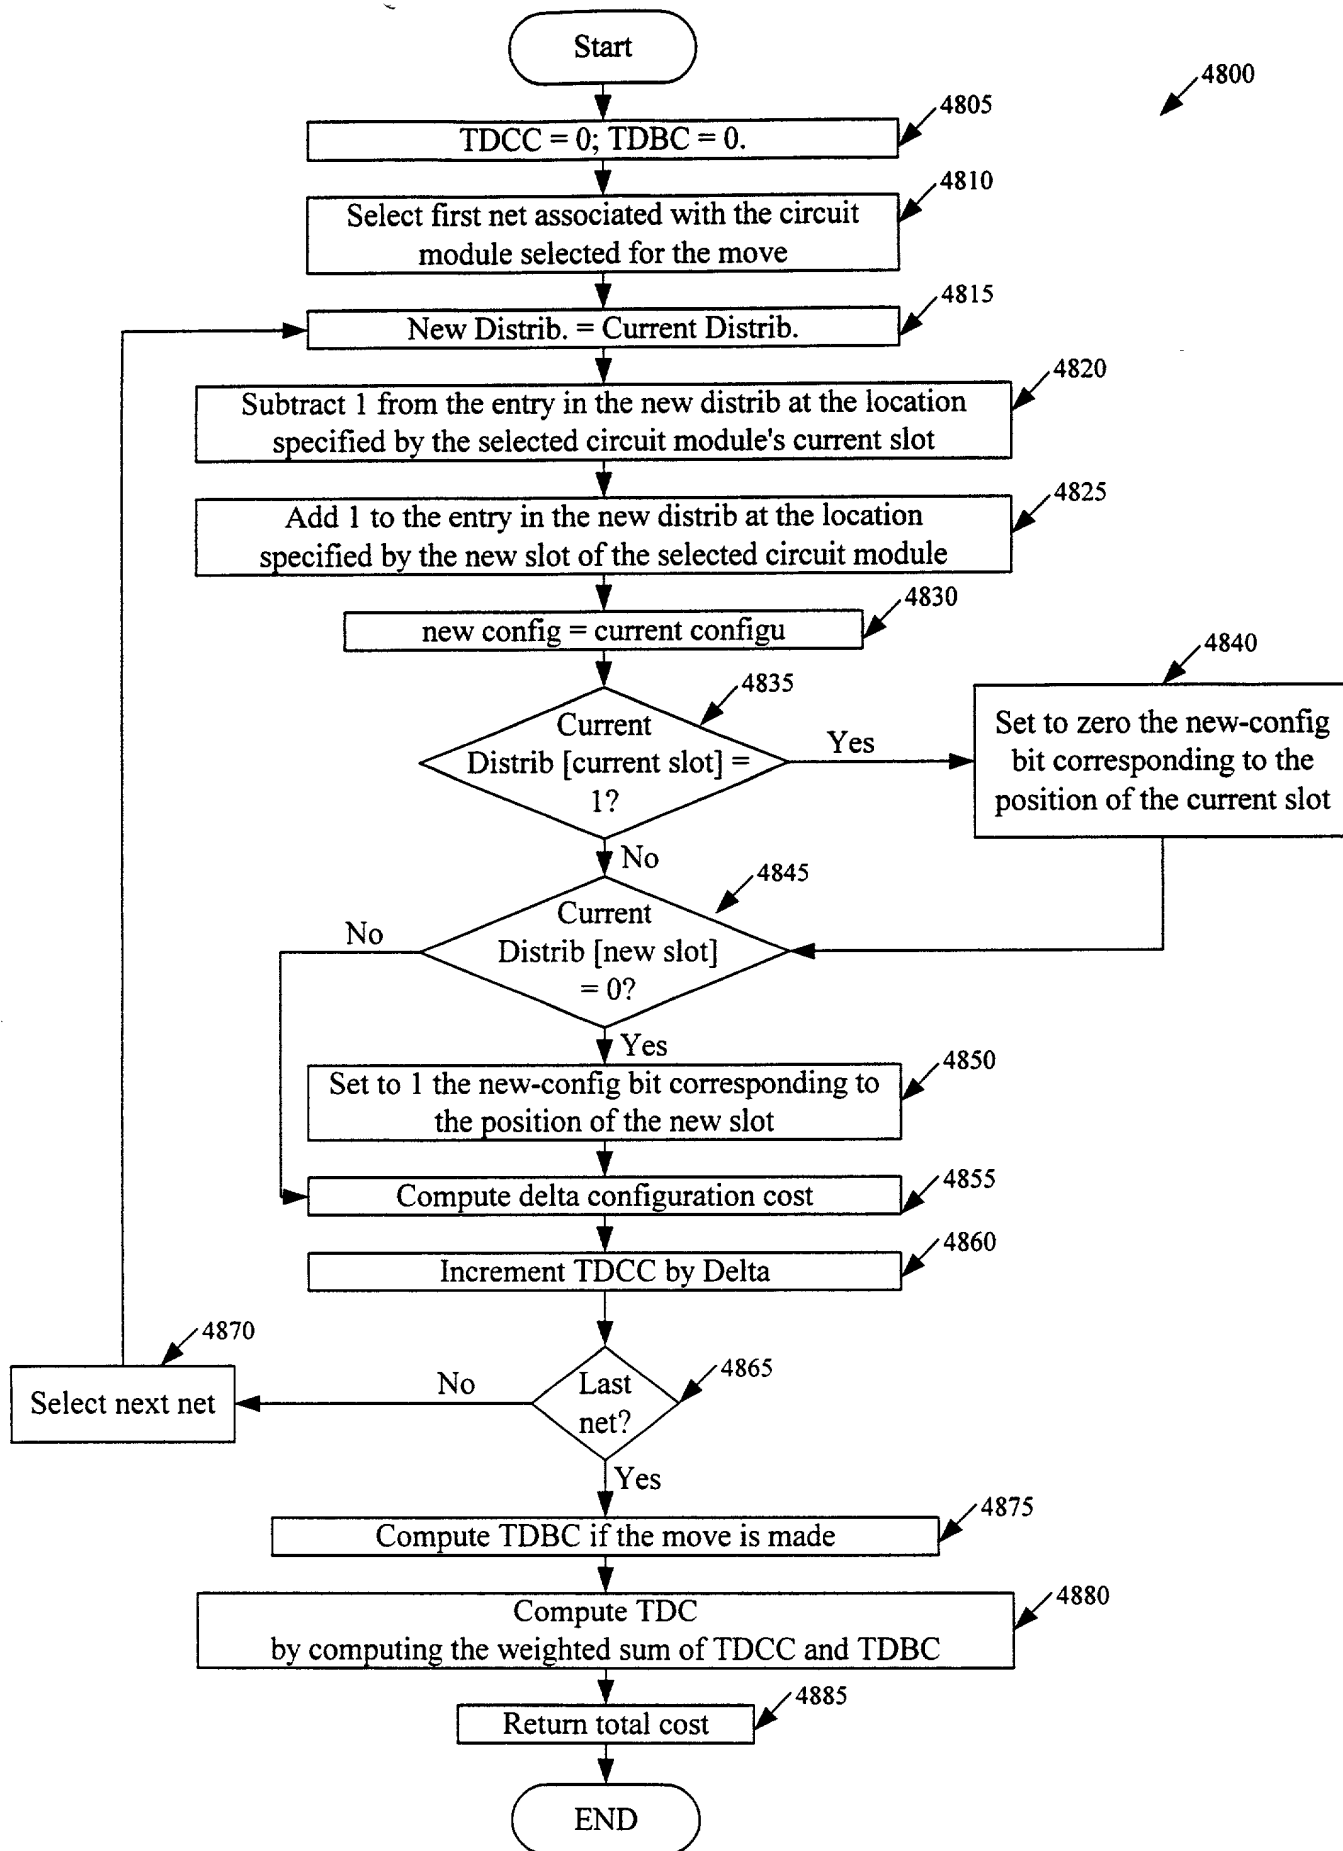 Start
4800
4805
TDCC = 0; TDBC = 0.
4810
Select first net associated with the circuit
module selected for the move
4815
New Distrib. = Current Distrib.
4820
Subtract 1 from the entry in the new distrib at the location
specified by the selected circuit module's current slot
4825
Add 1 to the entry in the new distrib at the location
specified by the new slot of the selected circuit module
4830
new config = current configu
4835
Current
Distrib [current slot] =
1?
Yes
4840
Set to zero the new-config
bit corresponding to the
position of the current slot
No
4845
Current
Distrib [new slot]
= 0?
No
Yes
4850
Set to 1 the new-config bit corresponding to
the position of the new slot
4855
Compute delta configuration cost
4860
Increment TDCC by Delta
4865
Last
net?
No
4870
Select next net
Yes
4875
Compute TDBC if the move is made
4880
Compute TDC
by computing the weighted sum of TDCC and TDBC
4885
Return total cost
END